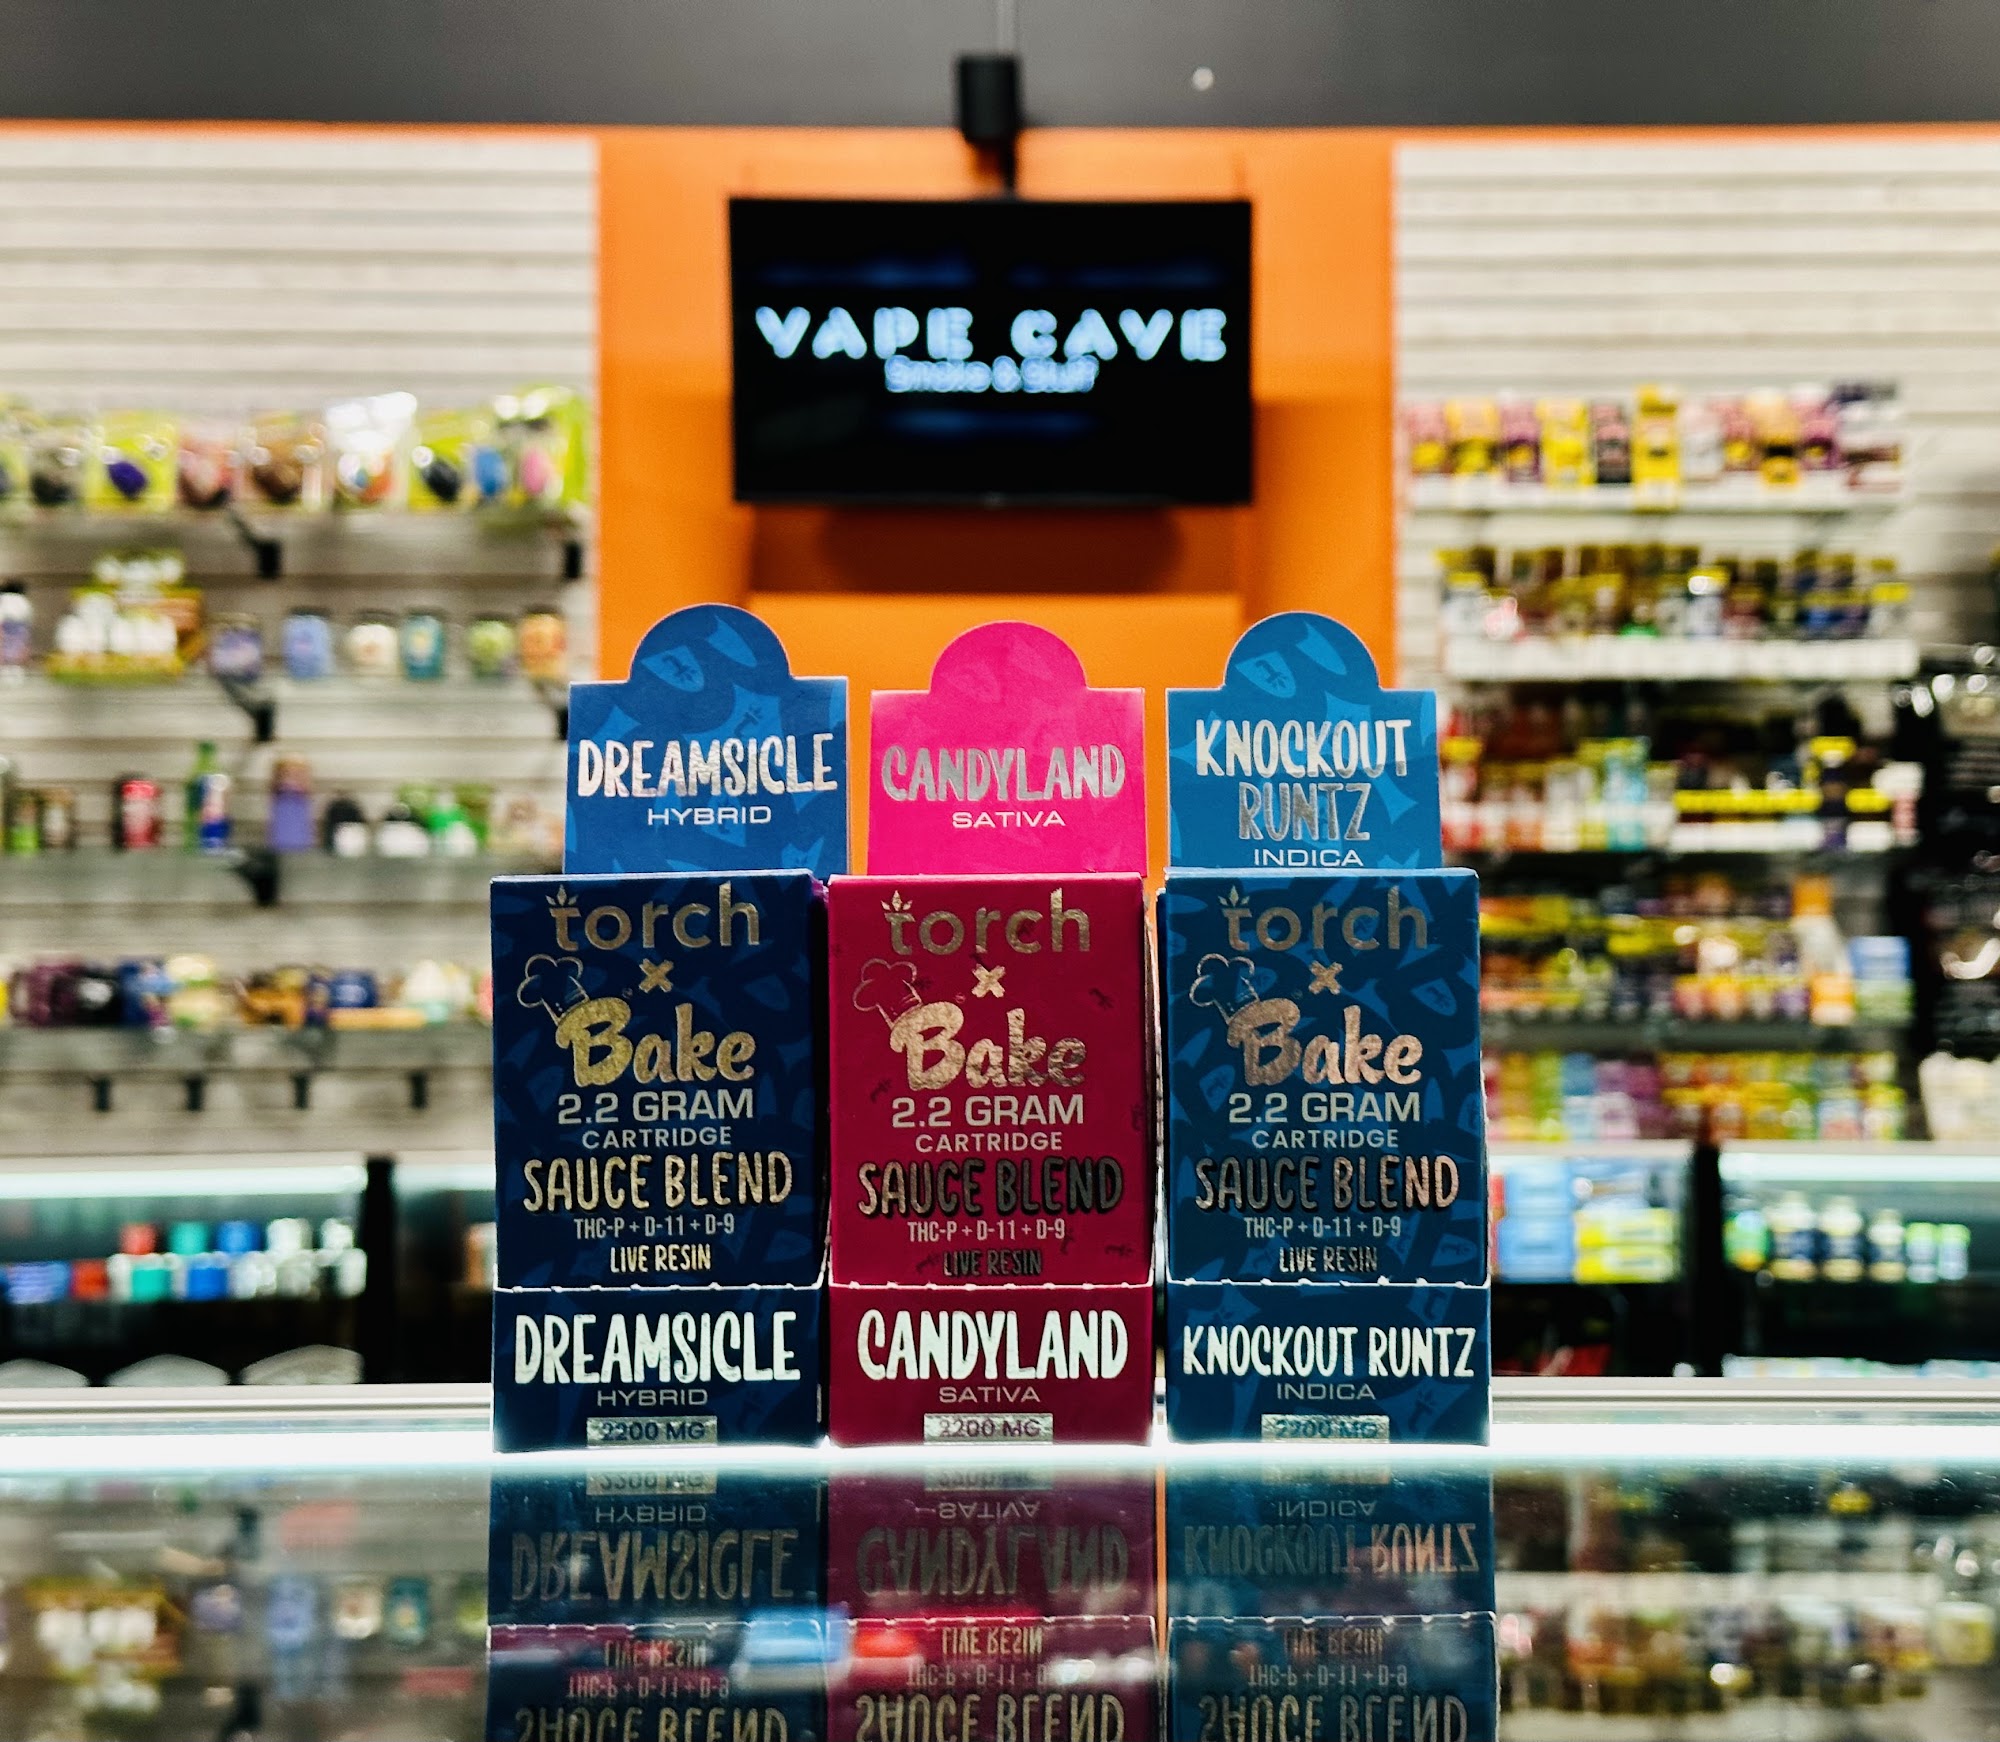 VAPE CAVE
Smoke & Stuff
DREAMSICLE
HYBRID
torch
x
Bake
2.2 GRAM
CARTRIDGE
SAUCE BLEND
THC-P + D-11 + D-9
LIVE RESIN
DREAMSICLE
HYBRID
2200 MG
CANDYLAND
SATIVA
torch
x
Bake
2.2 GRAM
CARTRIDGE
SAUCE BLEND
THC-P + D-11 + D-9
LIVE RESIN
CANDYLAND
SATIVA
2200 MG
KNOCKOUT
RUNTZ
INDICA
torch
x
Bake
2.2 GRAM
CARTRIDGE
SAUCE BLEND
THC-P + D-11 + D-9
LIVE RESIN
KNOCKOUT RUNTZ
INDICA
2200 MG